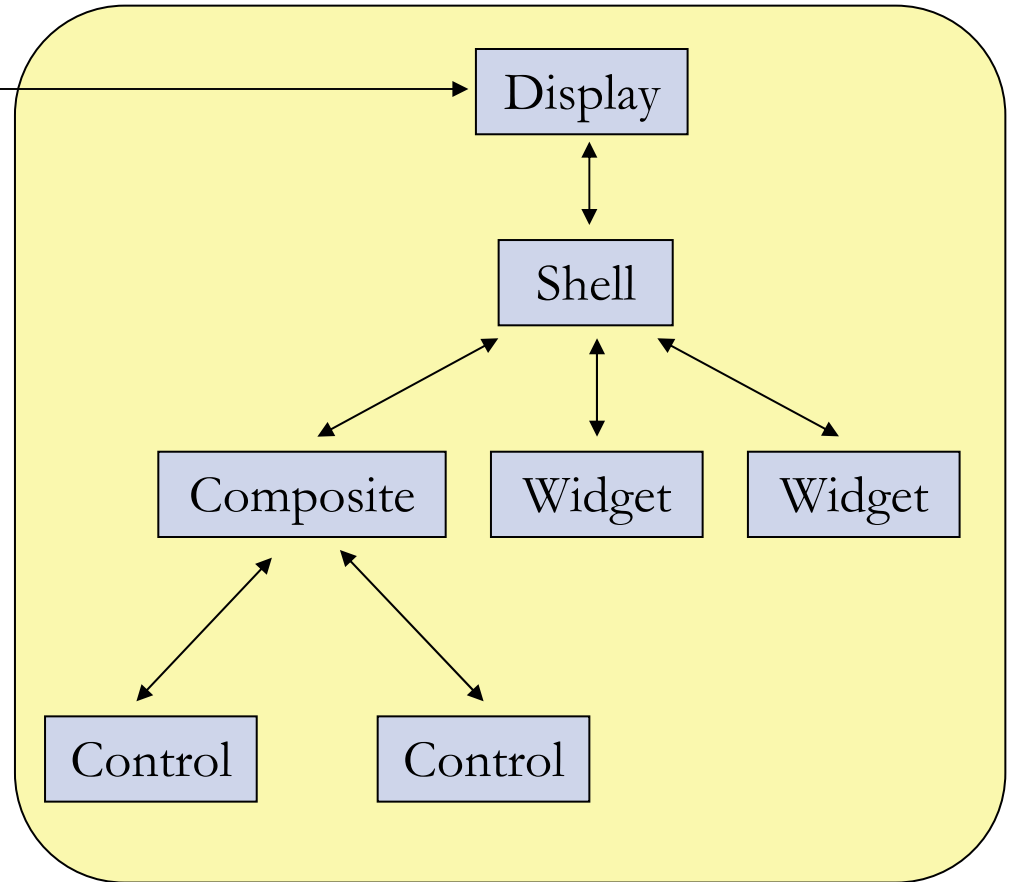 Display
Shell
Composite
Widget
Widget
Control
Control